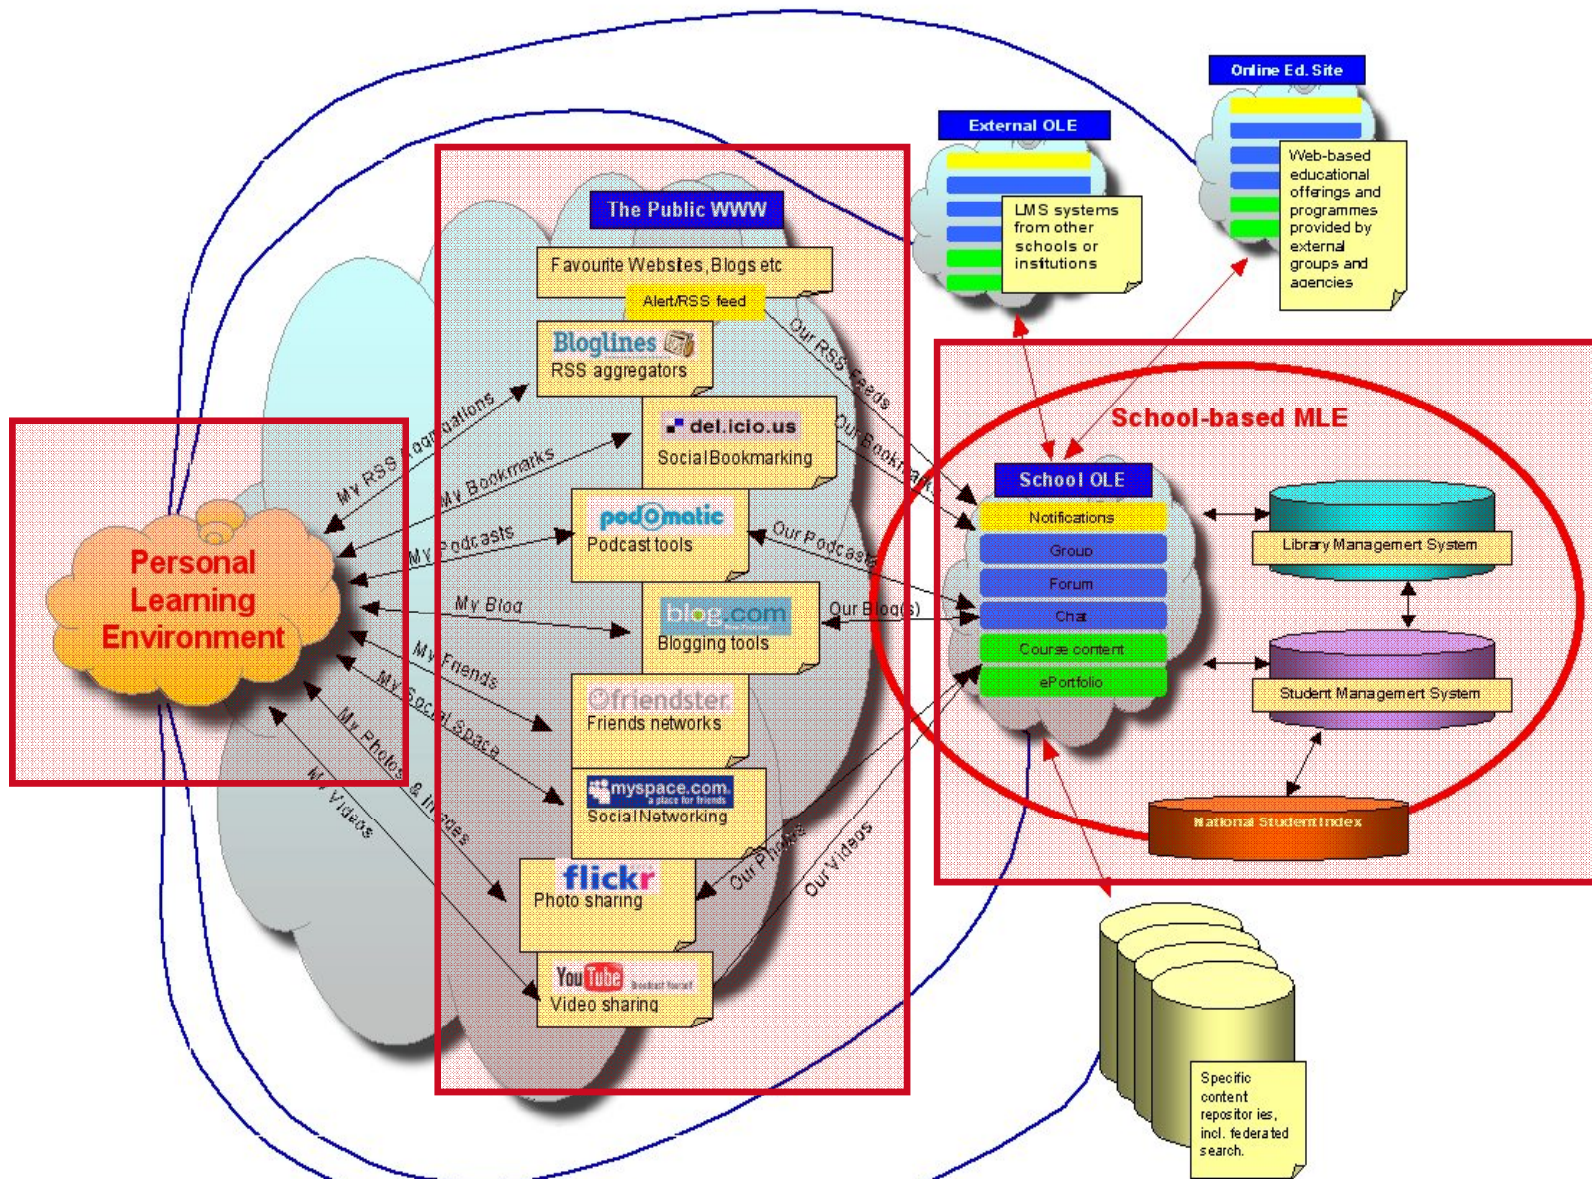 Online Ed. Site
External OLE
Web-based
educational
offerings and
programmes
provided by
external
groups and
agencies
LMS systems
from other
schools or
institutions
The Public WWW
Favourite Websites, Blogs etc
Alert/RSS feed
Bloglines
RSS aggregators
del.icio.us
Social Bookmarking
podOmatic
Podcast tools
blog.com
Blogging tools
friendster.
Friends networks
myspace.com.
a place for friends
Social Networking
flickr
Photo sharing
YouTube
Broadcast Yourself
Video sharing
Personal
Learning
Environment
My RSS Aggregations
My Bookmarks
My Podcasts
My Blog
My Friends
My Social Space
My Photos & Images
My Videos
Our RSS Feeds
Our Bookmarks
Our Podcasts
Our Blog(s)
Our Photos
Our Videos
School-based MLE
School OLE
Notifications
Group
Forum
Chat
Course content
ePortfolio
Library Management System
Student Management System
National Student Index
Specific
content
repositories,
incl. federated
search.